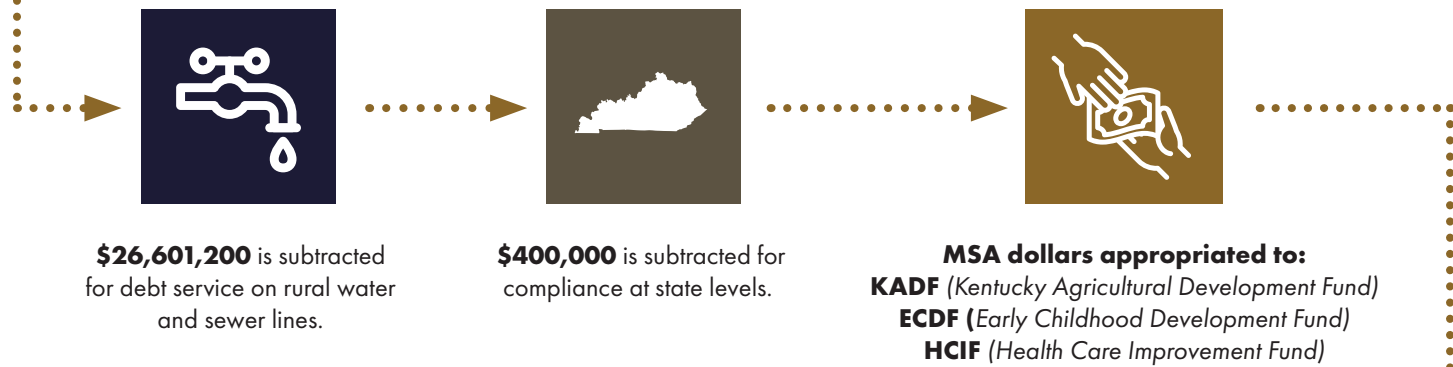 $26,601,200 is subtracted
for debt service on rural water
and sewer lines.
$400,000 is subtracted for
compliance at state levels.
MSA dollars appropriated to:
KADF (Kentucky Agricultural Development Fund)
ECDF (Early Childhood Development Fund)
HCIF (Health Care Improvement Fund)